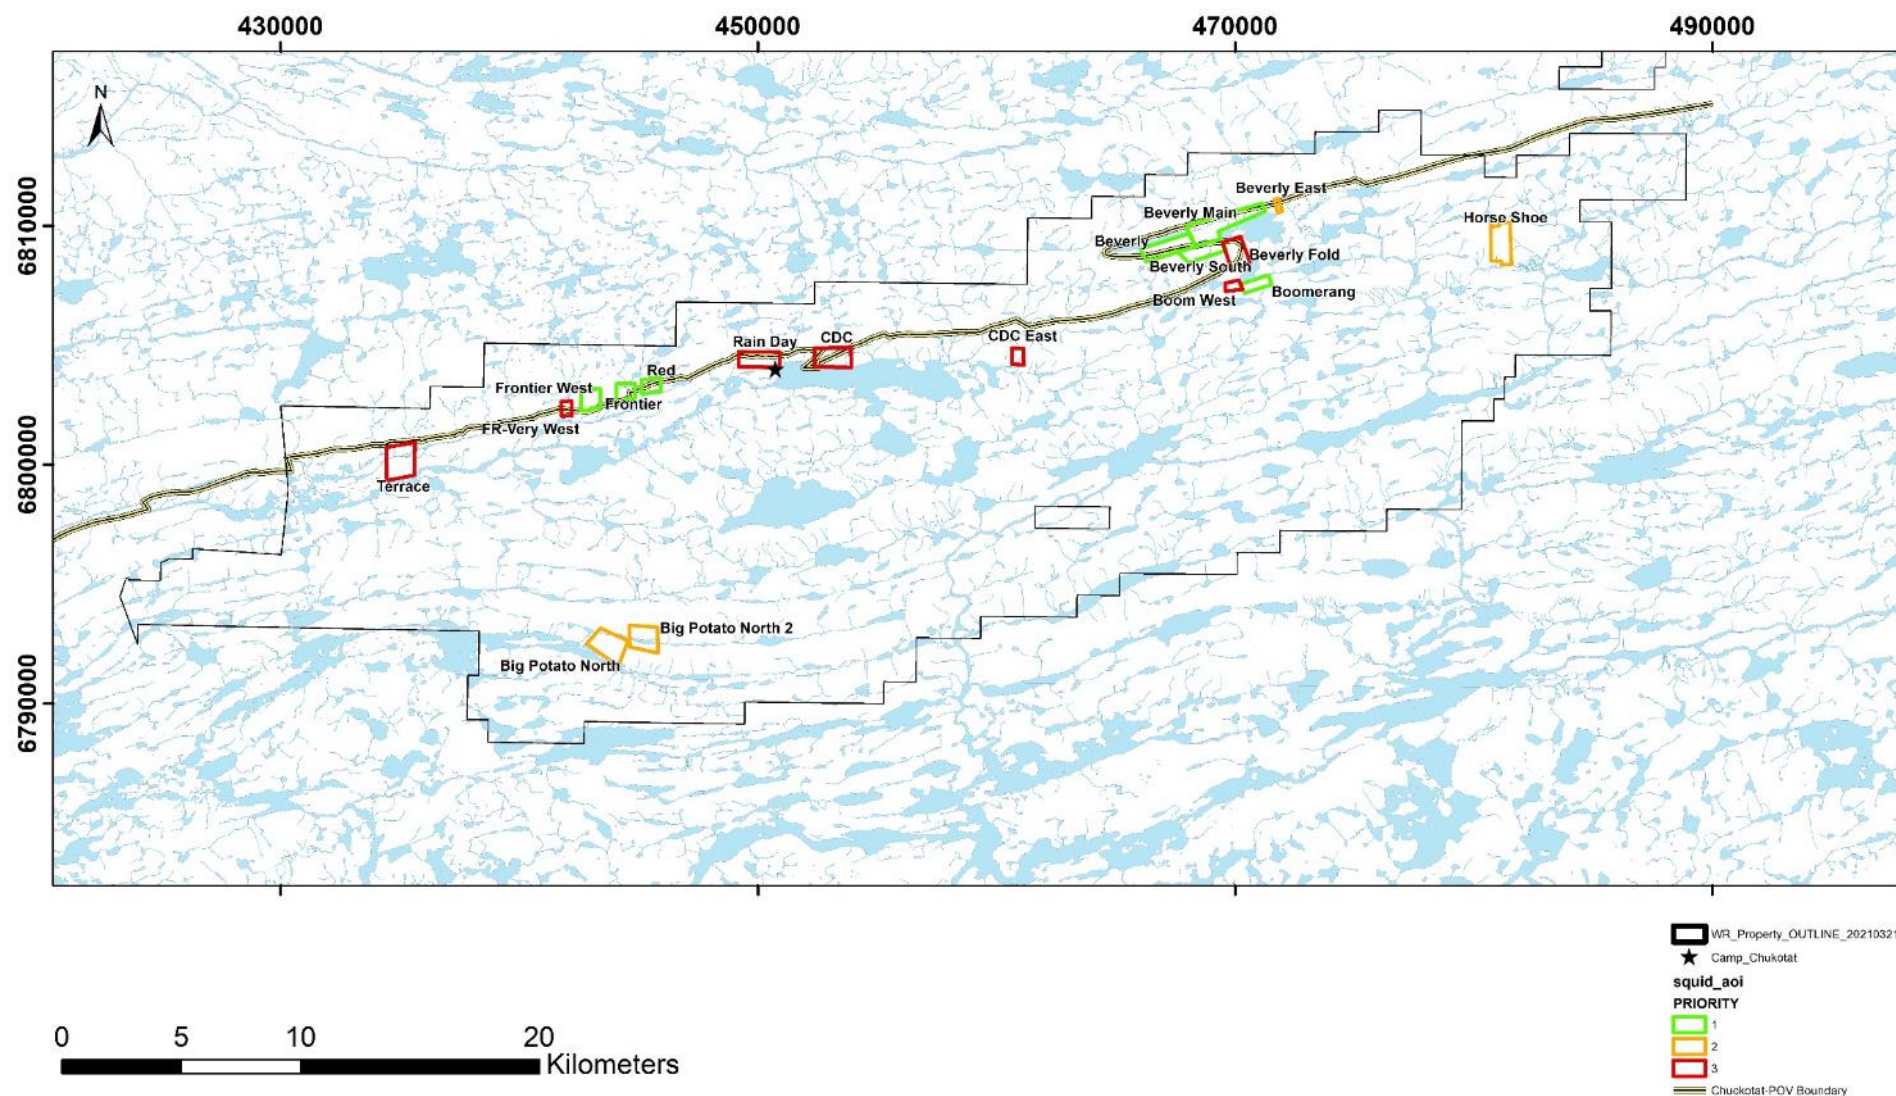 430000 450000 470000 490000
N
6810000
6800000
6790000
Beverly East
Beverly Main
Horse Shoe
Beverly
Beverly Fold
Beverly South
Boom West
Boomerang
Rain Day
CDC
CDC East
Red
Frontier West
Frontier
FR-Very West
Terrace
Big Potato North 2
Big Potato North
WR_Property_OUTLINE_20210321
Camp_Chukotat
squid_aoi
PRIORITY
1
2
3
Chuckotat-POV Boundary
0 5 10 20
Kilometers